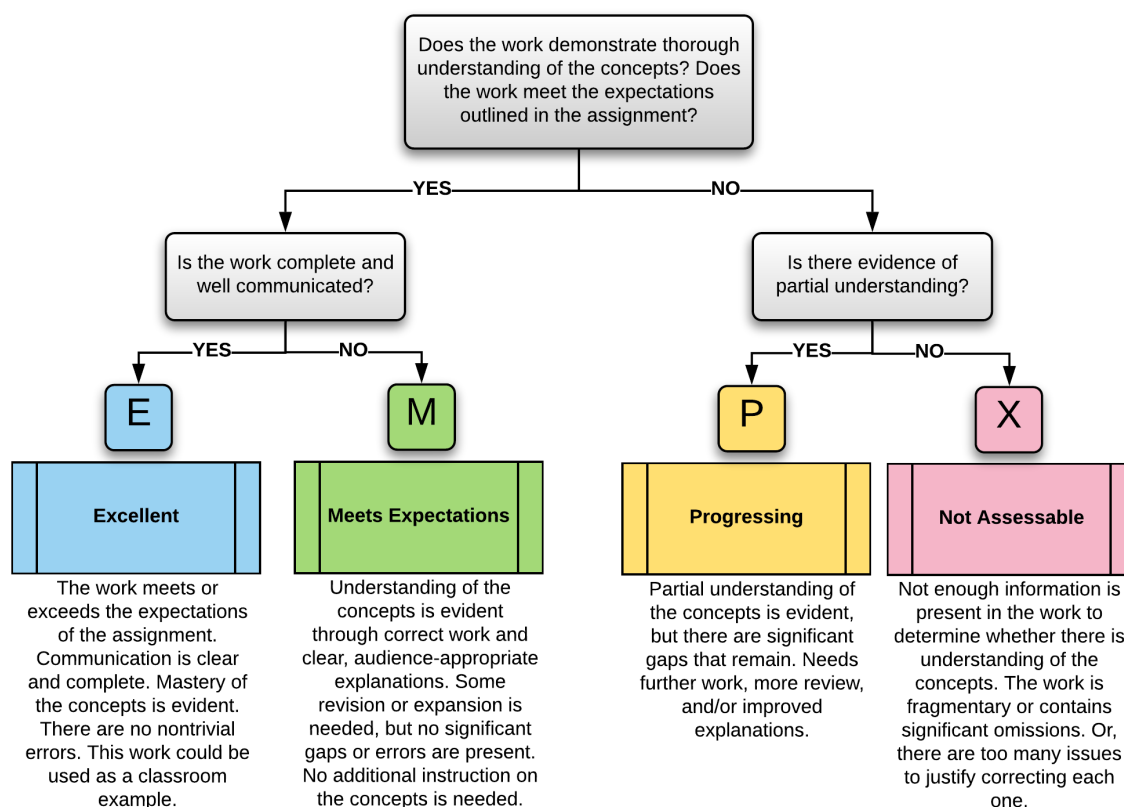 Does the work demonstrate thorough
understanding of the concepts? Does
the work meet the expectations
outlined in the assignment?
YES
NO
Is the work complete and
well communicated?
Is there evidence of
partial understanding?
YES
NO
YES
NO
E
M
P
X
Excellent
Meets Expectations
Progressing
Not Assessable
The work meets or
exceeds the expectations
of the assignment.
Communication is clear
and complete. Mastery of
the concepts is evident.
There are no nontrivial
errors. This work could be
used as a classroom
example.
Understanding of the
concepts is evident
through correct work and
clear, audience-appropriate
explanations. Some
revision or expansion is
needed, but no significant
gaps or errors are present.
No additional instruction on
the concepts is needed.
Partial understanding of
the concepts is evident,
but there are significant
gaps that remain. Needs
further work, more review,
and/or improved
explanations.
Not enough information is
present in the work to
determine whether there is
understanding of the
concepts. The work is
fragmentary or contains
significant omissions. Or,
there are too many issues
to justify correcting each
one.